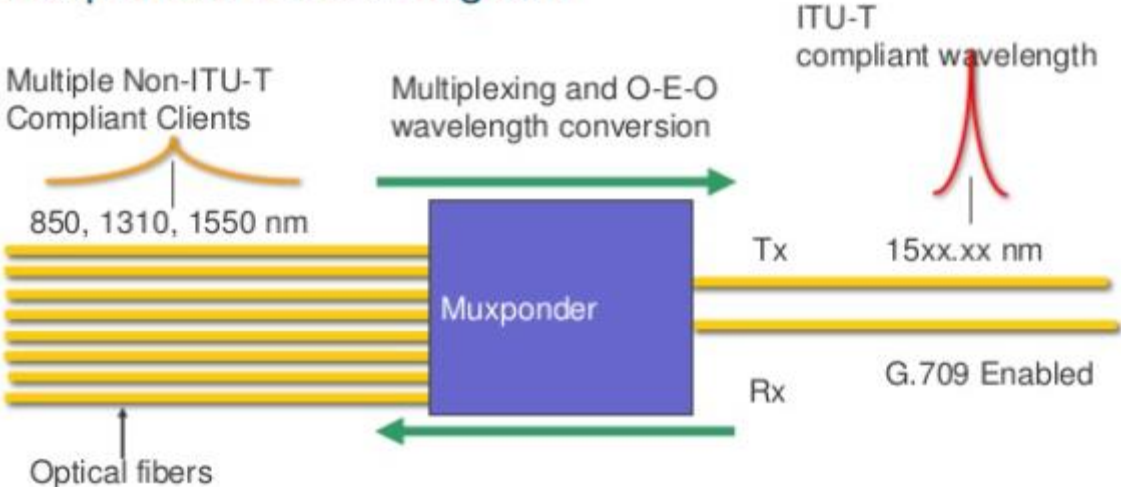 ITU-T
compliant wavelength
Multiple Non-ITU-T
Compliant Clients
Multiplexing and O-E-O
wavelength conversion
850, 1310, 1550 nm
Tx
15xx.xx nm
Muxponder
G.709 Enabled
Rx
Optical fibers